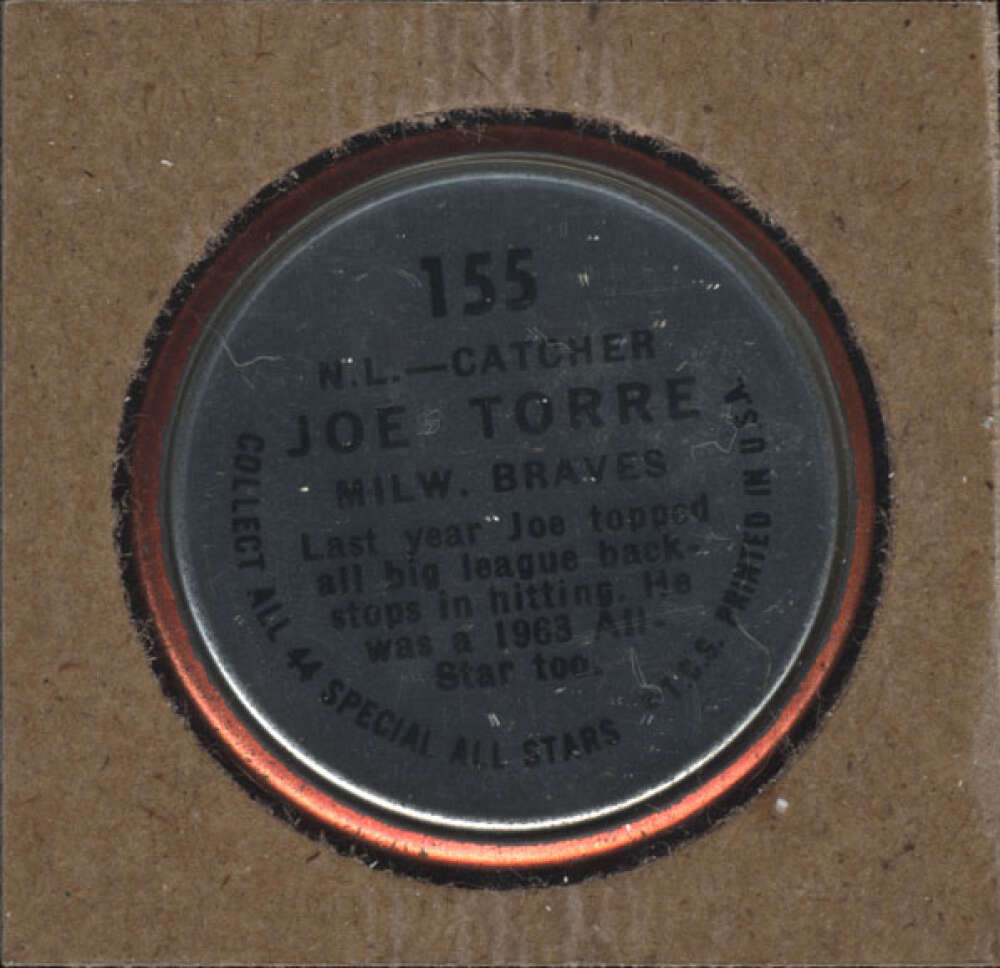 155
N.L.—CATCHER
JOE TORRE
MILW. BRAVES
Last year Joe topped
all big league back-
stops in hitting. He
was a 1963 All-
Star too.
COLLECT ALL 44 SPECIAL ALL STARS
© T.C.G. PRINTED IN U.S.A.